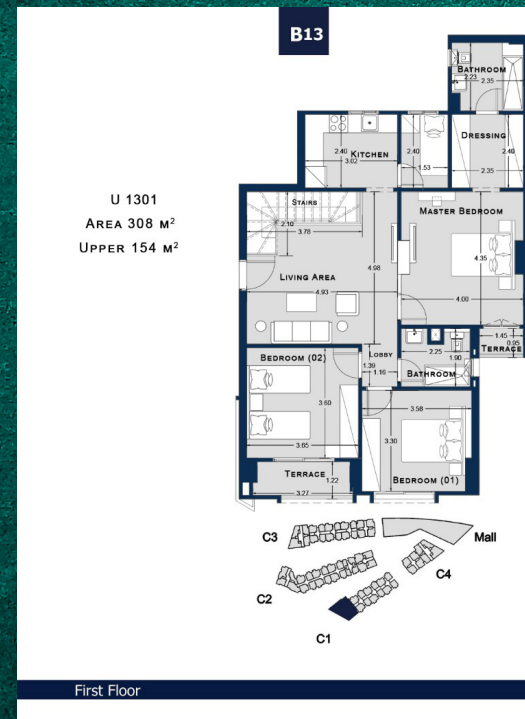 B13
U 1301
AREA 308 M²
UPPER 154 M²
BATHROOM
2.23
2.35
DRESSING
2.40
2.35
2.40
KITCHEN
3.02
2.40
1.53
STAIRS
2.10
3.78
MASTER BEDROOM
4.35
4.00
LIVING AREA
4.98
4.93
1.45
0.95
TERRACE
BEDROOM (02)
LOBBY
1.39
1.16
2.25
1.90
BATHROOM
3.60
3.65
3.58
3.30
TERRACE
1.22
3.27
BEDROOM (01)
C3
Mall
C4
C2
C1
First Floor